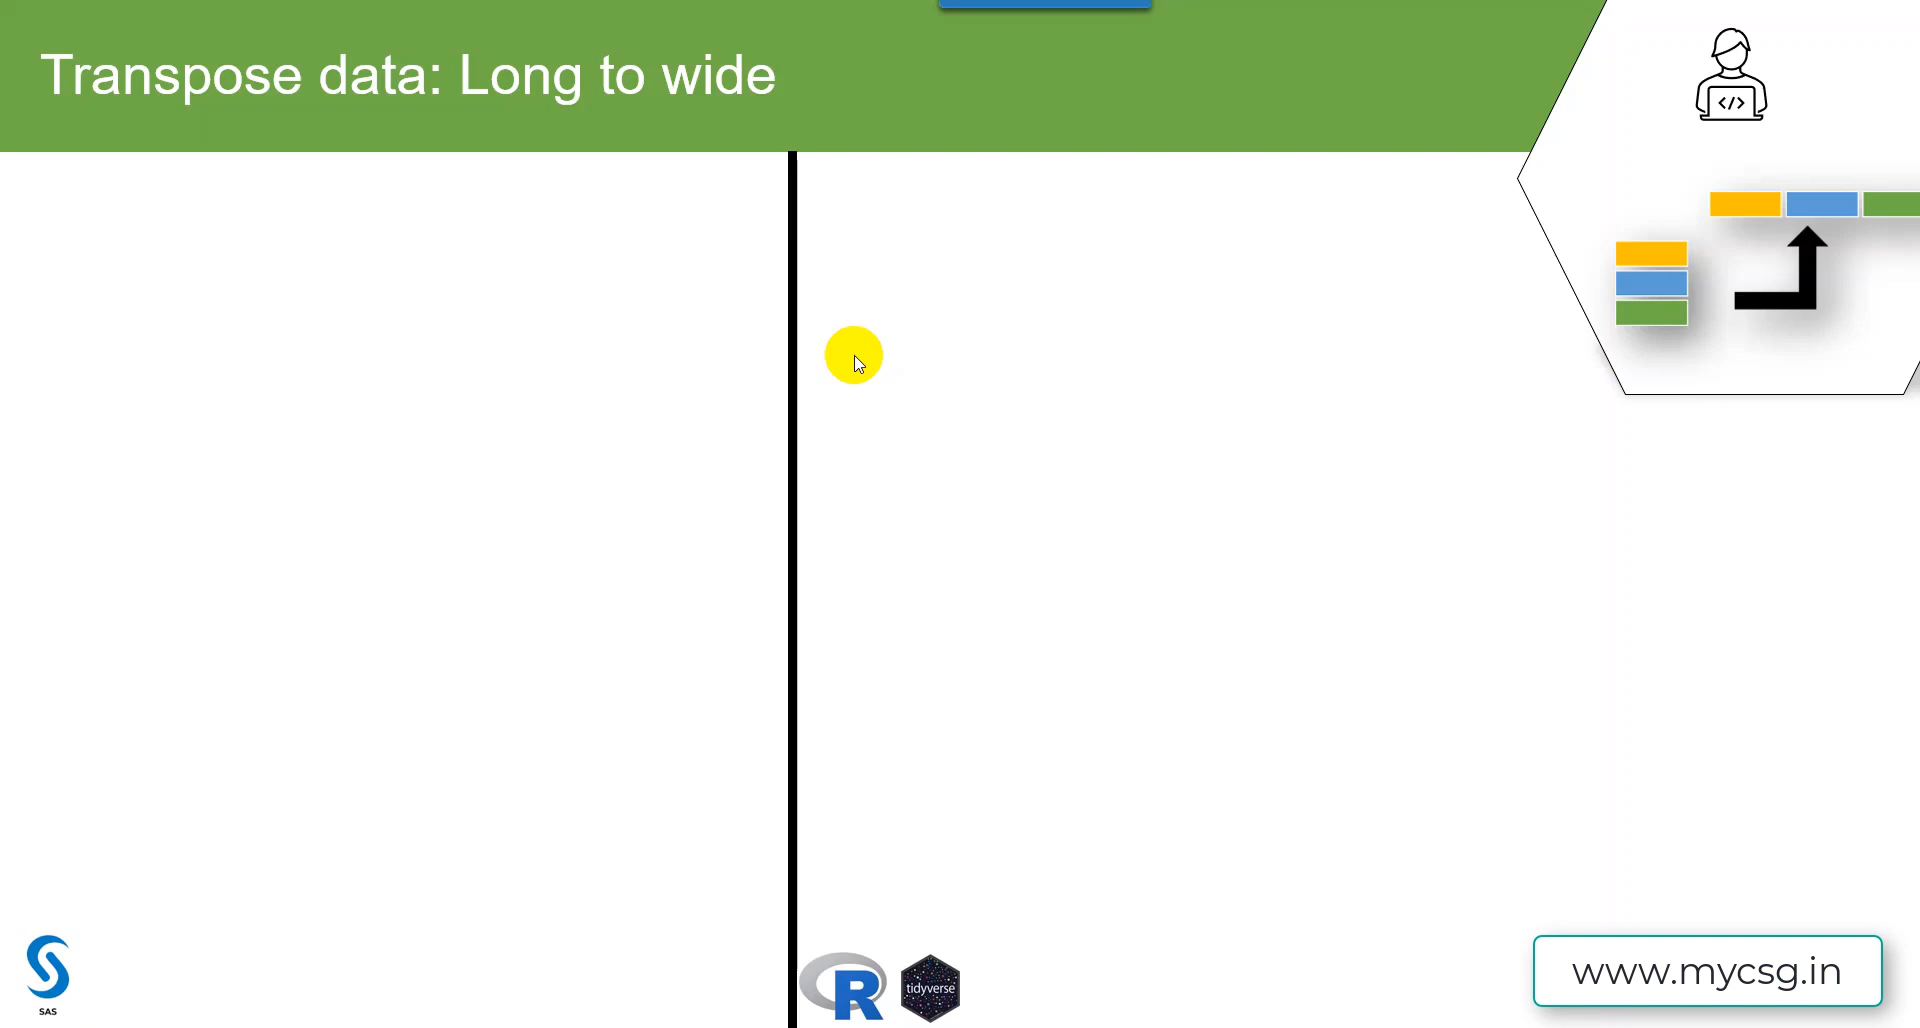 Transpose data: Long to wide
</>
SAS
R
tidyverse
www.mycsg.in